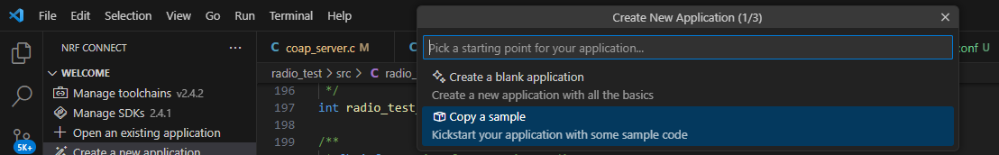 File Edit Selection View Go Run Terminal Help
Create New Application (1/3)
NRF CONNECT
coap_server.c M
Pick a starting point for your application...
conf
WELCOME
radio_test > src > C radio_
Manage toolchains v2.4.2
196 */
Create a blank application
Create a new application with all the basics
Manage SDKs 2.4.1
197 int radio_test_
Copy a sample
Kickstart your application with some sample code
Open an existing application
198
5K+
Create a new application
199 /**